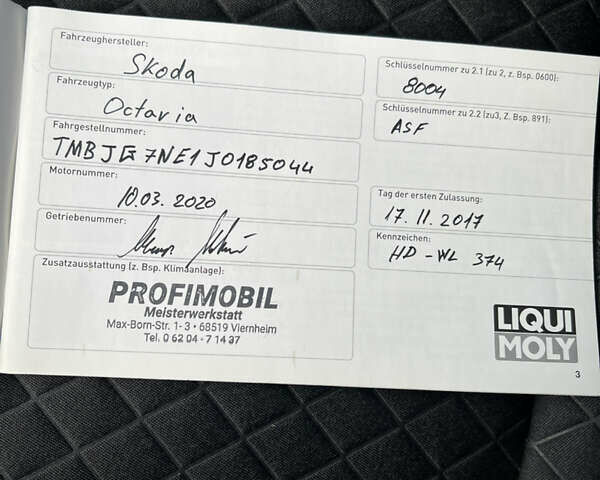 Fahrzeughersteller:
Skoda
Fahrzeugtyp:
Octavia
Fahrgestellnummer:
TMBJG7NE1J0185044
Motornummer:
10.03.2020
Getriebenummer:
Zusatzausstattung (z. Bsp. Klimaanlage):
PROFIMOBIL
Meisterwerkstatt
Max-Born-Str. 1-3 • 68519 Viernheim
Tel. 0 62 04 - 7 14 37
Schlüsselnummer zu 2.1 (zu 2, z. Bsp. 0600):
8004
Schlüsselnummer zu 2.2 (zu3, Z. Bsp. 891):
ASF
Tag der ersten Zulassung:
17.11.2017
Kennzeichen:
HD-WL 374
LIQUI
MOLY
3